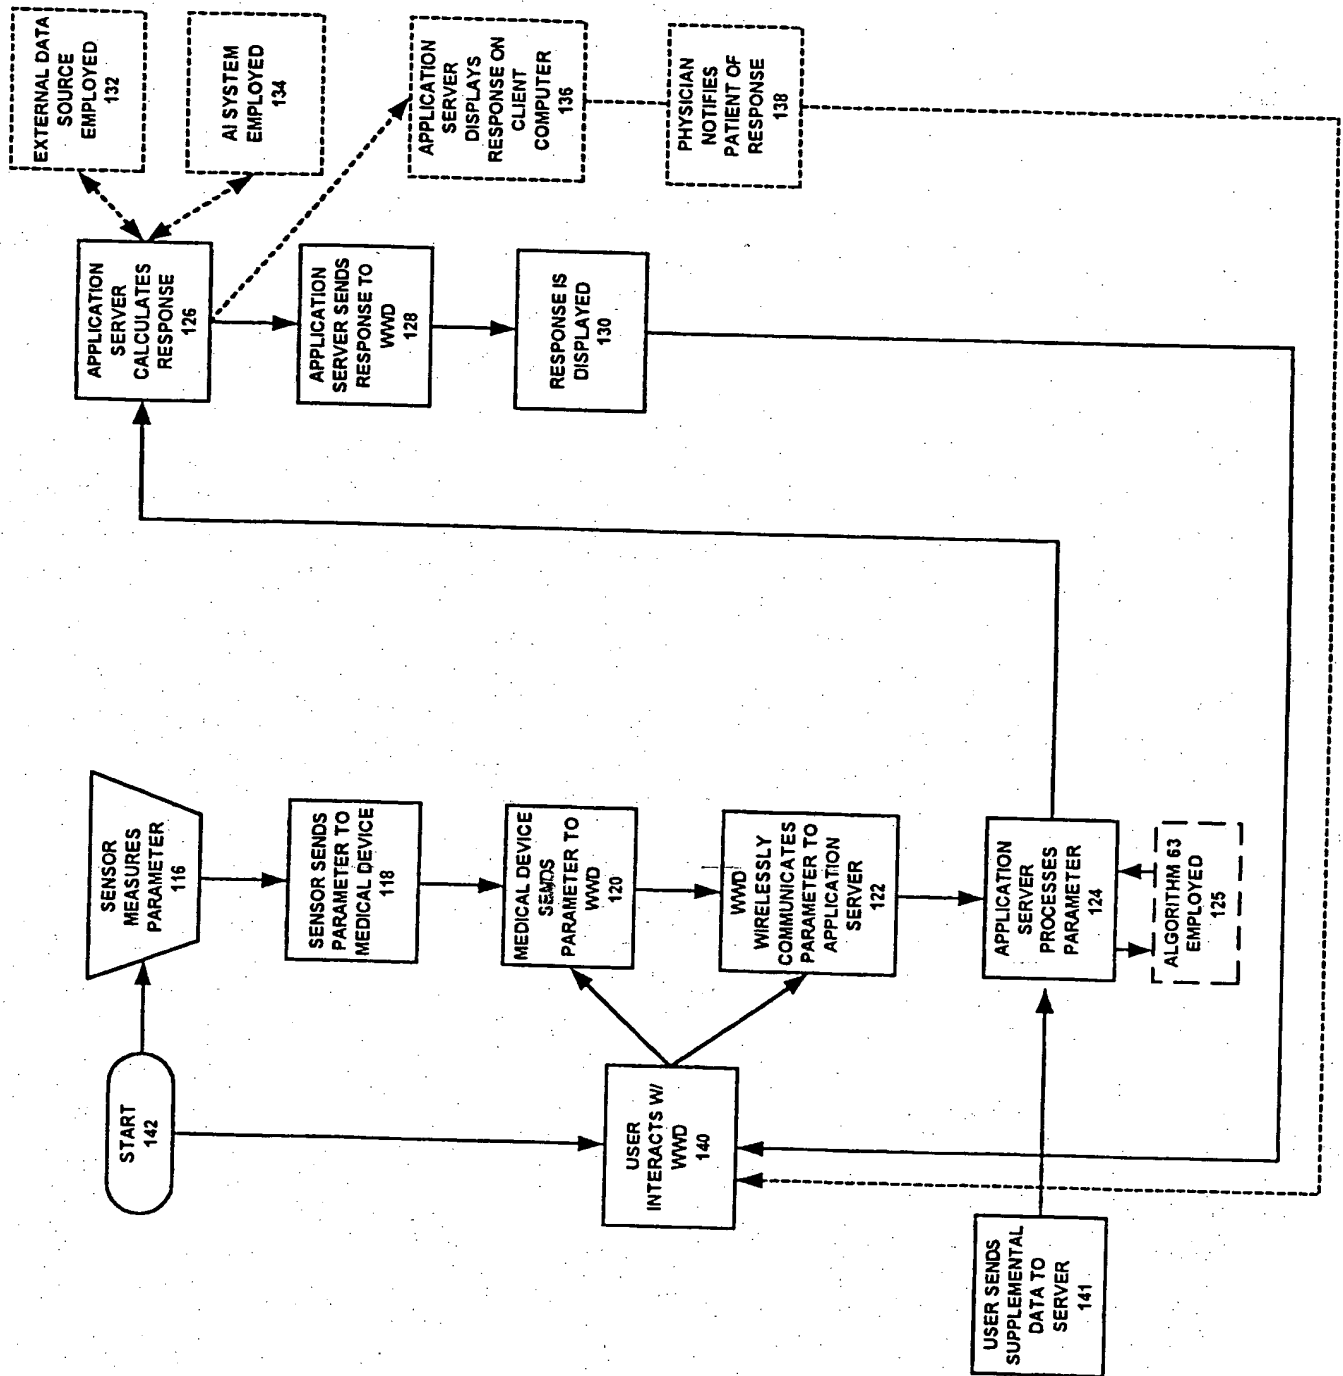 START
142
SENSOR
MEASURES
PARAMETER
116
SENSOR SENDS
PARAMETER TO
MEDICAL DEVICE
118
MEDICAL DEVICE
SENDS
PARAMETER TO
WWD
120
WWD
WIRELESSLY
COMMUNICATES
PARAMETER TO
APPLICATION
SERVER
122
APPLICATION
SERVER
PROCESSES
PARAMETER
124
ALGORITHM 63
EMPLOYED
125
USER
INTERACTS W/
WWD
140
USER SENDS
SUPPLEMENTAL
DATA TO
SERVER
141
APPLICATION
SERVER
CALCULATES
RESPONSE
126
APPLICATION
SERVER SENDS
RESPONSE TO
WWD
128
RESPONSE IS
DISPLAYED
130
EXTERNAL DATA
SOURCE
EMPLOYED
132
AI SYSTEM
EMPLOYED
134
APPLICATION
SERVER
DISPLAYS
RESPONSE ON
CLIENT
COMPUTER
136
PHYSICIAN
NOTIFIES
PATIENT OF
RESPONSE
138